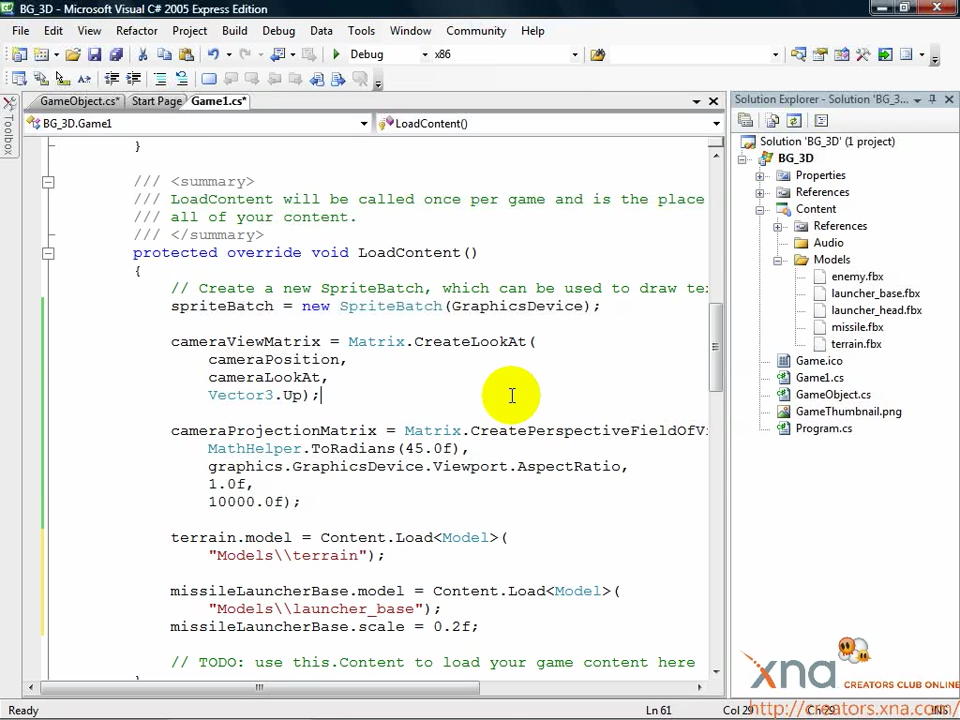 BG_3D - Microsoft Visual C# 2005 Express Edition
File Edit View Refactor Project Build Debug Data Tools Window Community Help
Debug x86
GameObject.cs* Start Page Game1.cs*
BG_3D.Game1 LoadContent()
Toolbox
}
/// <summary>
/// LoadContent will be called once per game and is the place
/// all of your content.
/// </summary>
protected override void LoadContent()
{
// Create a new SpriteBatch, which can be used to draw te
spriteBatch = new SpriteBatch(GraphicsDevice);
cameraViewMatrix = Matrix.CreateLookAt(
cameraPosition,
cameraLookAt,
Vector3.Up);
cameraProjectionMatrix = Matrix.CreatePerspectiveFieldOfVi
MathHelper.ToRadians(45.0f),
graphics.GraphicsDevice.Viewport.AspectRatio,
1.0f,
10000.0f);
terrain.model = Content.Load<Model>(
"Models\\terrain");
missileLauncherBase.model = Content.Load<Model>(
"Models\\launcher_base");
missileLauncherBase.scale = 0.2f;
// TODO: use this.Content to load your game content here
Solution Explorer - Solution 'BG_3...
Solution 'BG_3D' (1 project)
BG_3D
Properties
References
Content
References
Audio
Models
enemy.fbx
launcher_base.fbx
launcher_head.fbx
missile.fbx
terrain.fbx
Game.ico
Game1.cs
GameObject.cs
GameThumbnail.png
Program.cs
xna CREATORS CLUB ONLINE
http://creators.xna.com/
Ready Ln 61 Col 29 Ch 29 INS